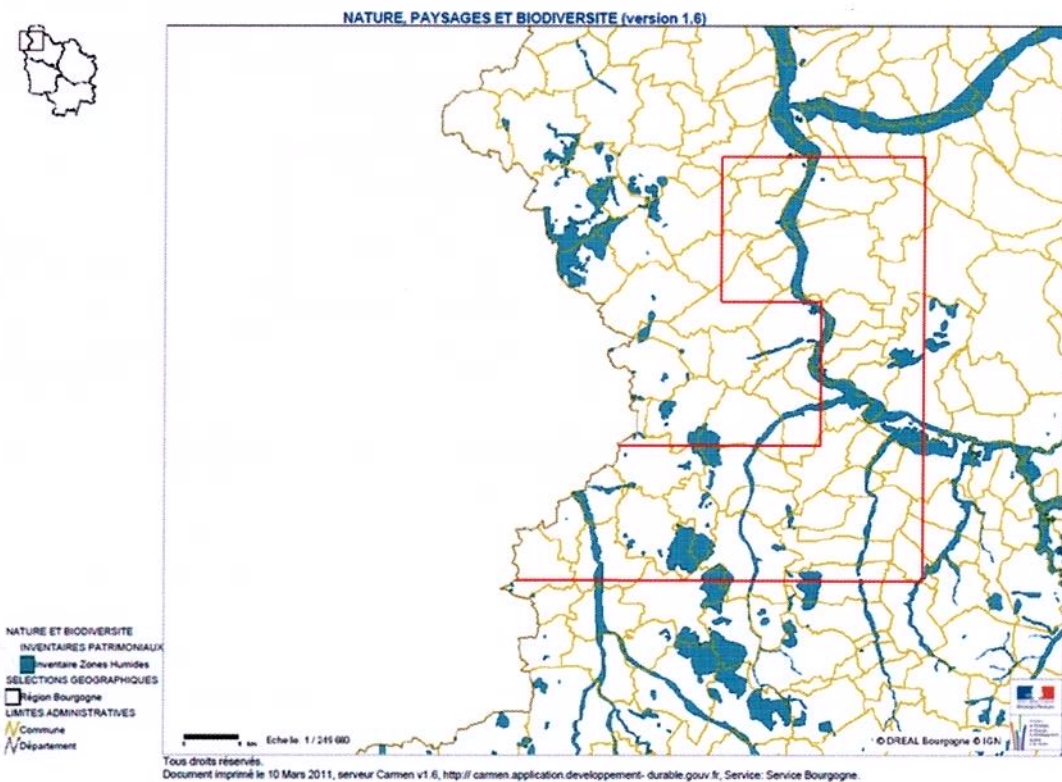 NATURE, PAYSAGES ET BIODIVERSITE (version 1.6)
NATURE ET BIODIVERSITE
INVENTAIRES PATRIMONIAUX
Inventaire Zones Humides
SELECTIONS GEOGRAPHIQUES
Région Bourgogne
LIMITES ADMINISTRATIVES
Commune
Département
Echelle: 1 / 249 660
© DREAL Bourgogne © IGN
Tous droits réservés.
Document imprimé le 10 Mars 2011, serveur Carmen v1.6, http:// carmen.application.developpement- durable.gouv.fr, Service: Service Bourgogne.